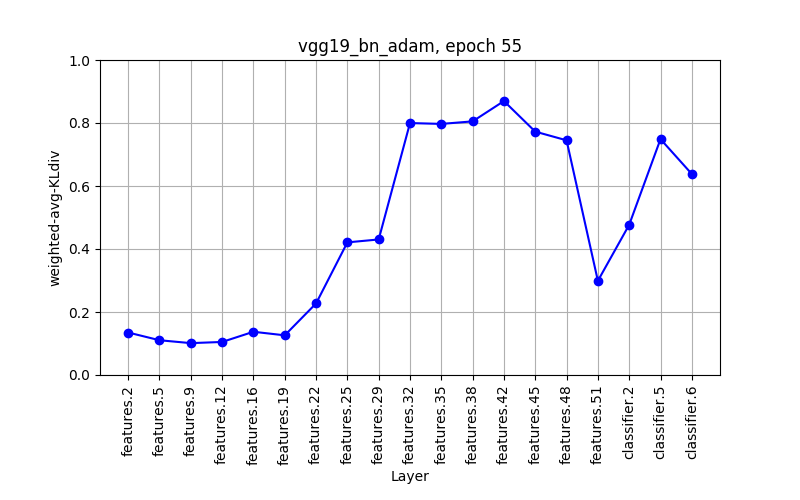 vgg19_bn_adam, epoch 55
weighted-avg-KLdiv
1.0
0.8
0.6
0.4
0.2
0.0
features.2
features.5
features.9
features.12
features.16
features.19
features.22
features.25
features.29
features.32
features.35
features.38
features.42
features.45
features.48
features.51
classifier.2
classifier.5
classifier.6
Layer